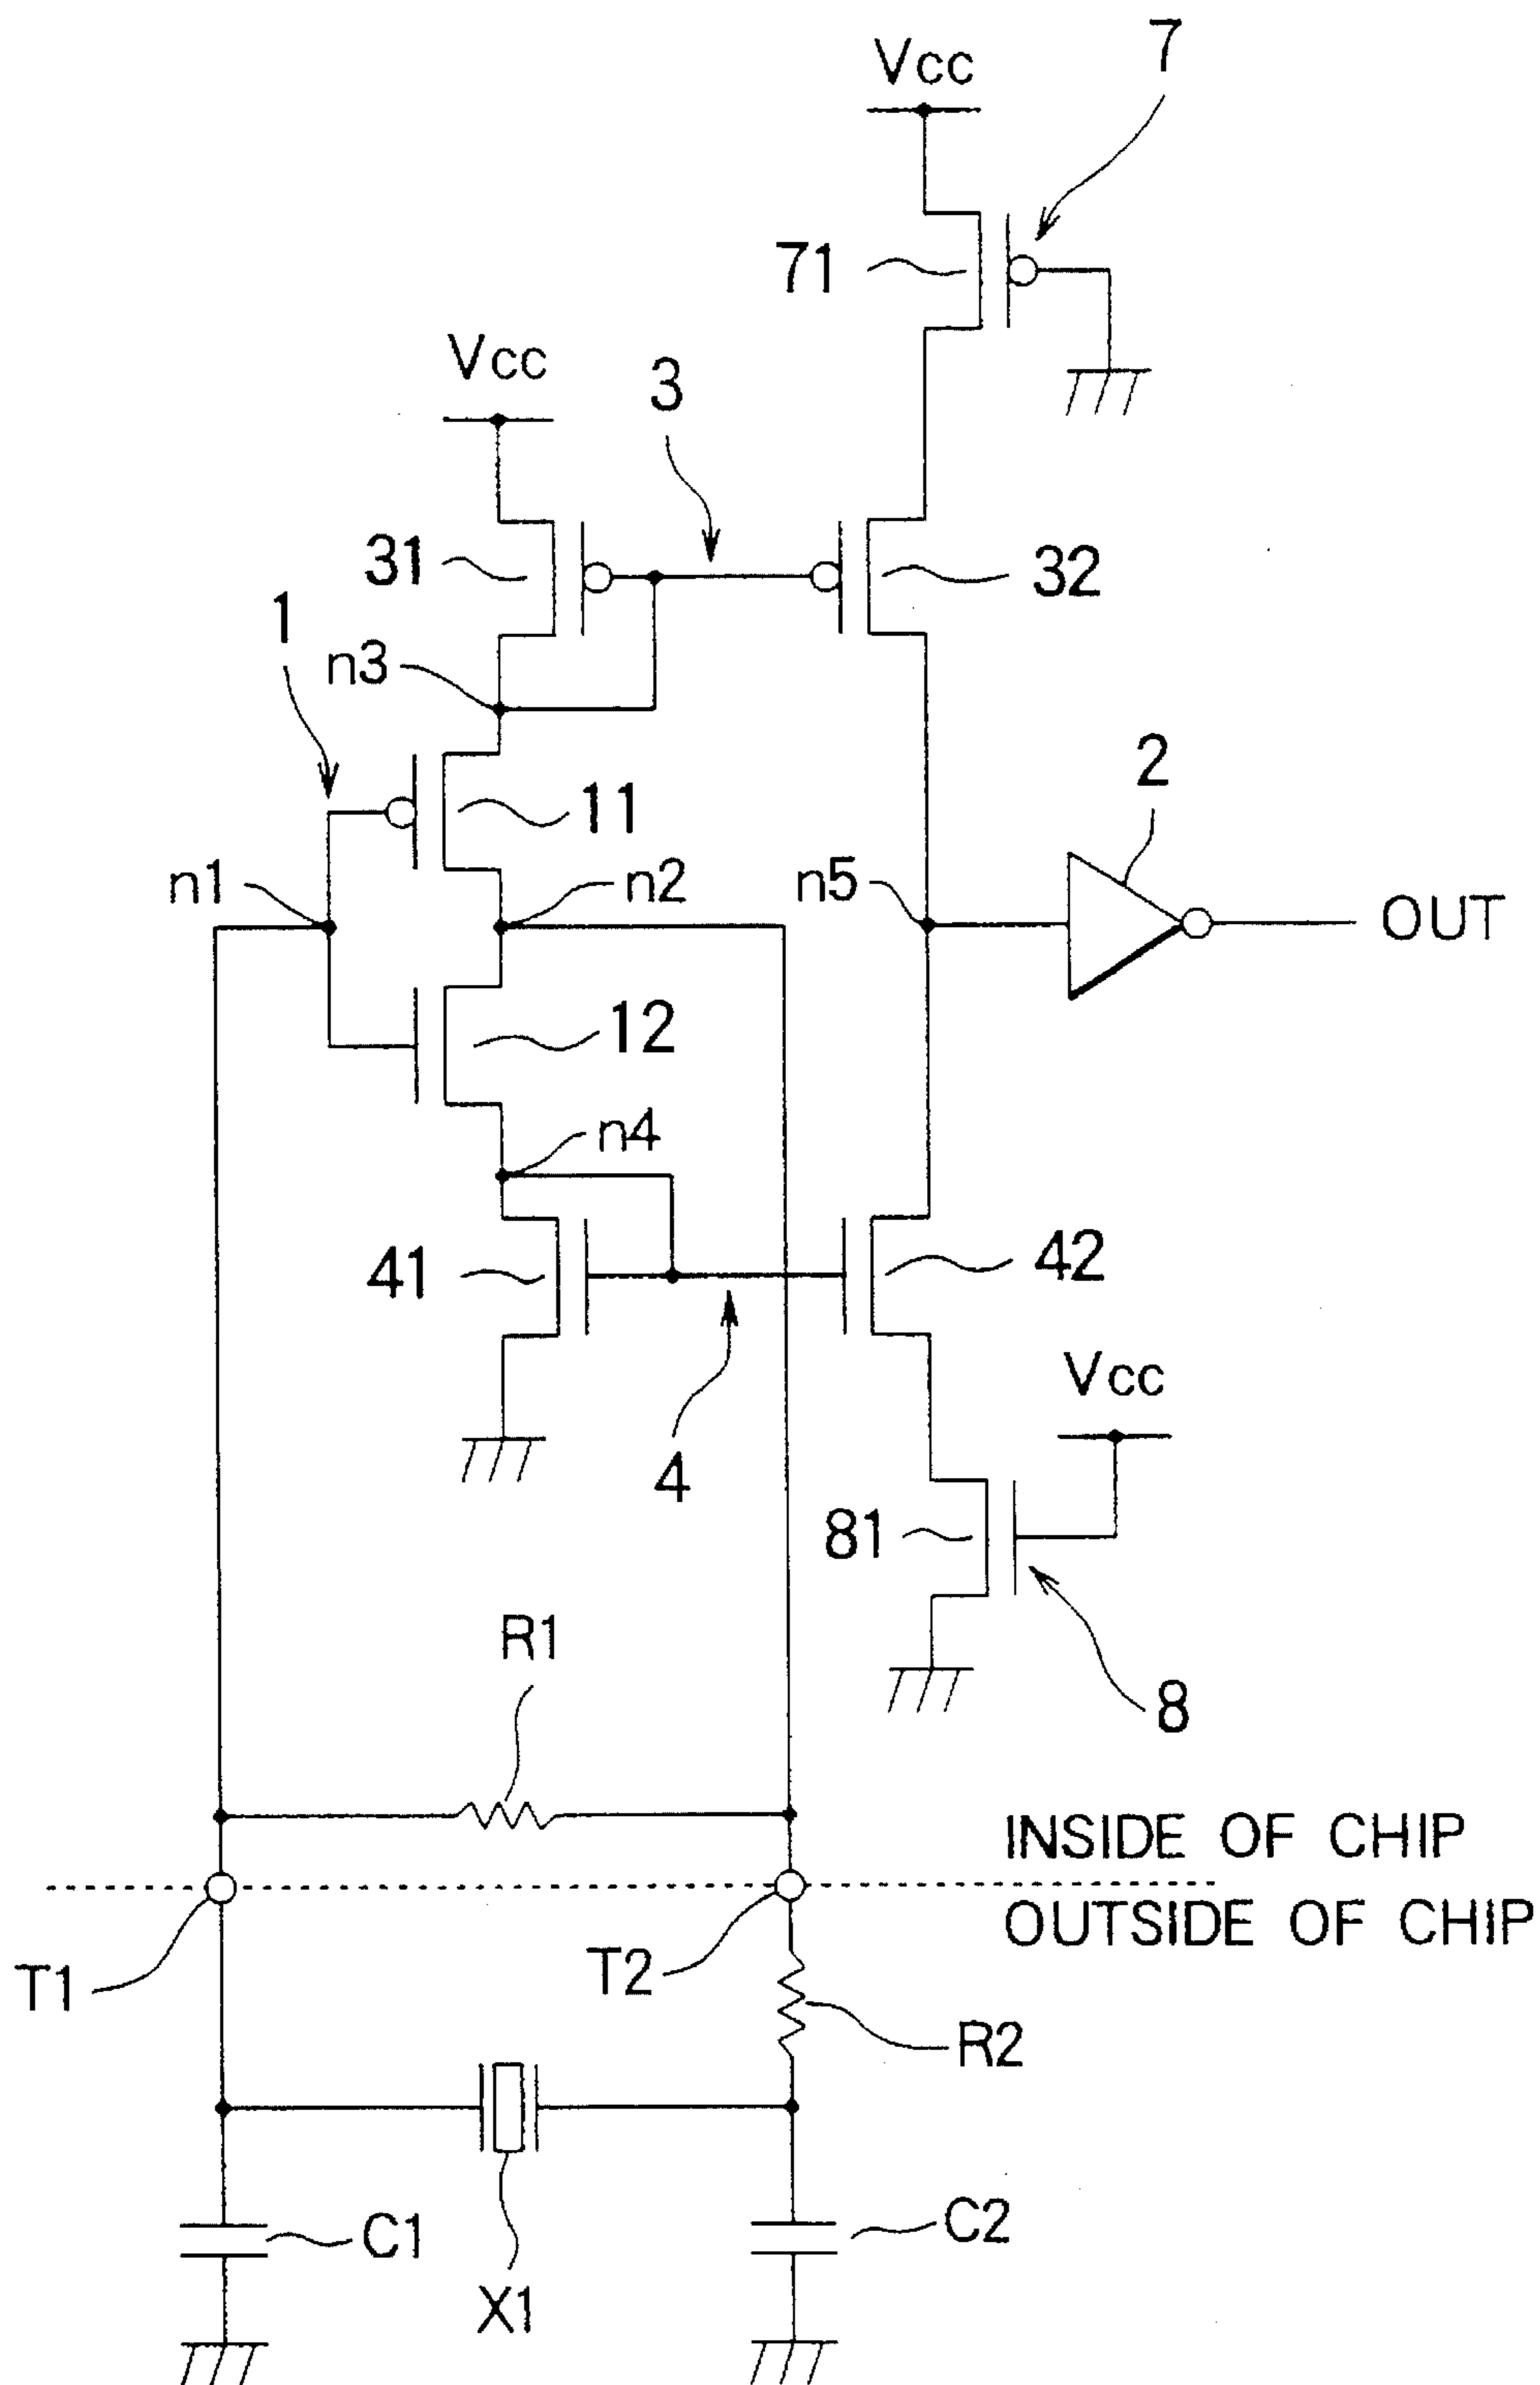 7
Vcc
71
Vcc
3
31
32
1
n3
2
11
n1
n2
n5
OUT
12
n4
41
42
Vcc
4
81
R1
8
INSIDE OF CHIP
OUTSIDE OF CHIP
T1
T2
R2
C1
C2
X1